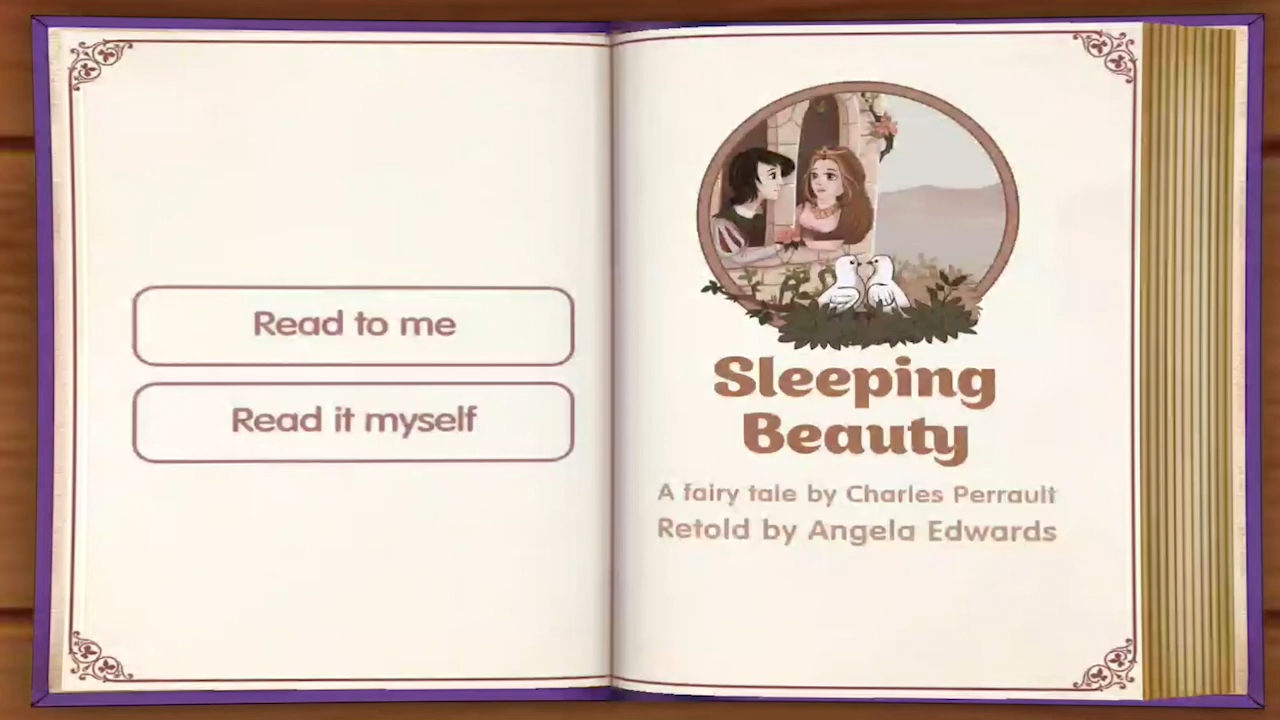 Read to me
Read it myself
Sleeping
Beauty
A fairy tale by Charles Perrault
Retold by Angela Edwards